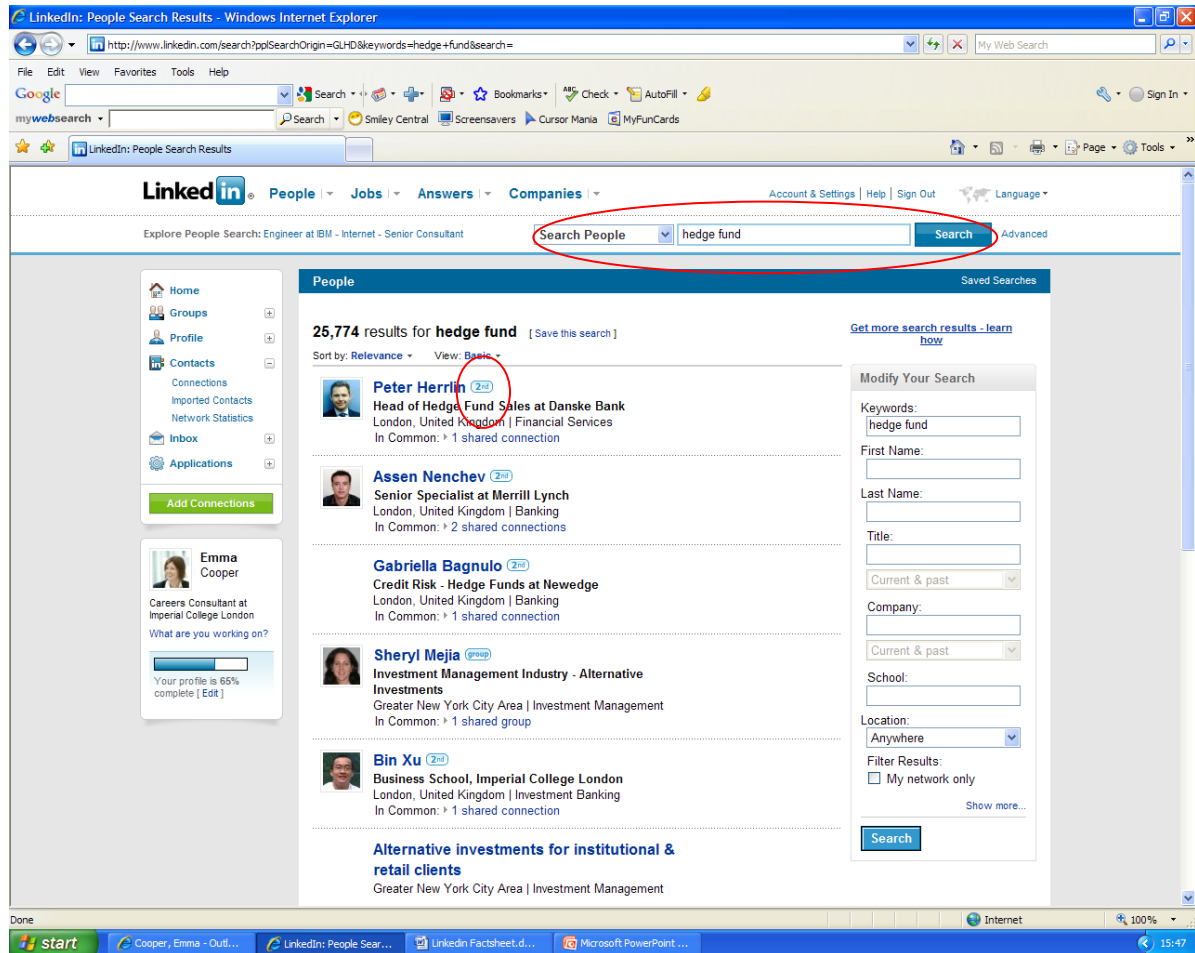 LinkedIn: People Search Results - Windows Internet Explorer
http://www.linkedin.com/search?pplSearchOrigin=GLHD&keywords=hedge+fund&search=
My Web Search
File Edit View Favorites Tools Help
Google Search Bookmarks Check AutoFill Sign In
mywebsearch Search Smiley Central Screensavers Cursor Mania MyFunCards
LinkedIn: People Search Results Page Tools
Linked in People Jobs Answers Companies Account & Settings | Help | Sign Out Language
Explore People Search: Engineer at IBM - Internet - Senior Consultant Search People hedge fund Search Advanced
Home
Groups
Profile
Contacts
Connections
Imported Contacts
Network Statistics
Inbox
Applications
Add Connections
Emma
Cooper
Careers Consultant at
Imperial College London
What are you working on?
Your profile is 65%
complete [ Edit ]
People Saved Searches
25,774 results for hedge fund [ Save this search ]
Sort by: Relevance View: Basic
Peter Herrlin 2nd
Head of Hedge Fund Sales at Danske Bank
London, United Kingdom | Financial Services
In Common: 1 shared connection
Assen Nenchev 2nd
Senior Specialist at Merrill Lynch
London, United Kingdom | Banking
In Common: 2 shared connections
Gabriella Bagnulo 2nd
Credit Risk - Hedge Funds at Newedge
London, United Kingdom | Banking
In Common: 1 shared connection
Sheryl Mejia group
Investment Management Industry - Alternative
Investments
Greater New York City Area | Investment Management
In Common: 1 shared group
Bin Xu 2nd
Business School, Imperial College London
London, United Kingdom | Investment Banking
In Common: 1 shared connection
Alternative investments for institutional &
retail clients
Greater New York City Area | Investment Management
Get more search results - learn
how
Modify Your Search
Keywords:
hedge fund
First Name:
Last Name:
Title:
Current & past
Company:
Current & past
School:
Location:
Anywhere
Filter Results:
My network only
Show more...
Search
Done Internet 100%
start Cooper, Emma - Outl... LinkedIn: People Sear... Linkedin Factsheet.d... Microsoft PowerPoint ... 15:47